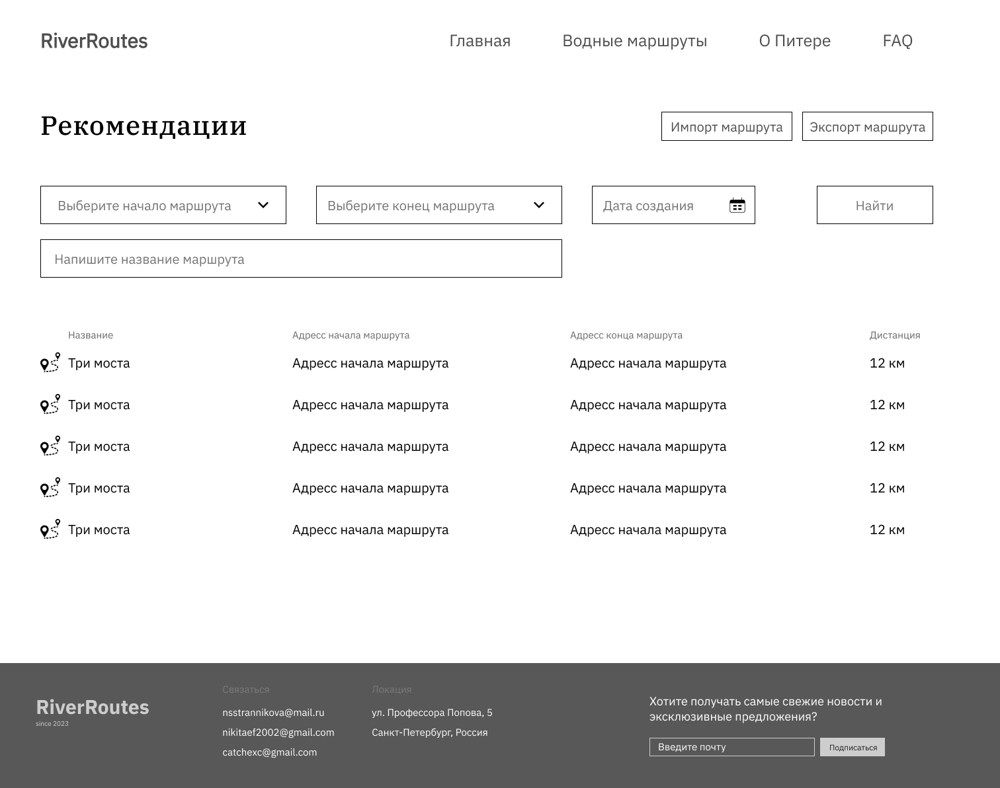 RiverRoutes
Главная Водные маршруты О Питере FAQ
Рекомендации
Импорт маршрута Экспорт маршрута
Выберите начало маршрута Выберите конец маршрута Дата создания Найти
Напишите название маршрута
Название Адресс начала маршрута Адресс конца маршрута Дистанция
Три моста Адресс начала маршрута Адресс начала маршрута 12 км
Три моста Адресс начала маршрута Адресс начала маршрута 12 км
Три моста Адресс начала маршрута Адресс начала маршрута 12 км
Три моста Адресс начала маршрута Адресс начала маршрута 12 км
Три моста Адресс начала маршрута Адресс начала маршрута 12 км
RiverRoutes
since 2023
Связаться
nsstrannikova@mail.ru
nikitaef2002@gmail.com
catchexc@gmail.com
Локация
ул. Профессора Попова, 5
Санкт-Петербург, Россия
Хотите получать самые свежие новости и
эксклюзивные предложения?
Введите почту Подписаться